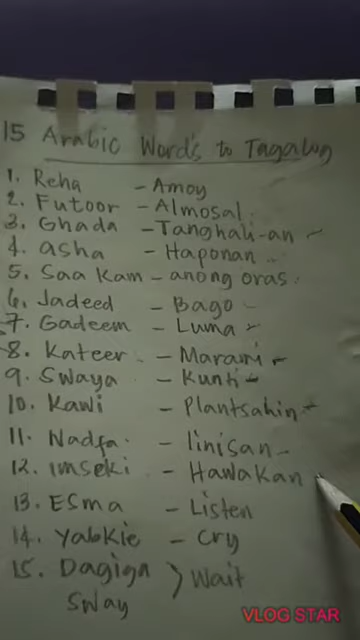 15 Arabic Words to Tagalog
1. Reha - Amoy
2. Futoor - Almosal
3. Ghada - Tanghali-an
4. asha - Haponan
5. Saa Kam - anong oras
6. Jadeed - Bago
7. Gadeem - Luma
8. Kateer - Marami
9. Swaya - Kunti
10. Kawi - Plantsahin
11. Nadfa - linisan
12. imseki - Hawakan
13. Esma - Listen
14. Yabkie - Cry
15. Dagiga > Wait
Sway
VLOG STAR